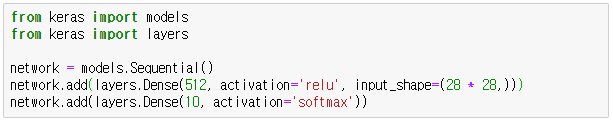 from keras import models
from keras import layers

network = models.Sequential()
network.add(layers.Dense(512, activation='relu', input_shape=(28 * 28,)))
network.add(layers.Dense(10, activation='softmax'))